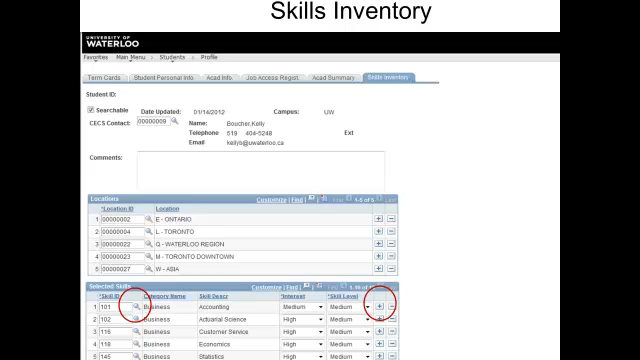 Skills Inventory
UNIVERSITY OF
WATERLOO
Favorites Main Menu > Students > Profile
Term Cards Student Personal Info Acad Info. Job Access Regist. Acad Summary Skills Inventory
Student ID:
Searchable Date Updated: 01/14/2012 Campus: UW
CECS Contact: 00000009 Name: Boucher,Kelly
Telephone 519 404-5248 Ext
Email kellyb@uwaterloo.ca
Comments:
Locations Customize | Find | 1-5 of 5
*Location ID Location
1 00000002 E - ONTARIO
2 00000004 L - TORONTO
3 00000022 Q - WATERLOO REGION
4 00000023 M - TORONTO DOWNTOWN
5 00000027 W - ASIA
Selected Skills Customize | Find |
*Skill ID Category Name Skill Descr *Interest *Skill Level
1 101 Business Accounting Medium Medium
2 102 Business Actuarial Science High Medium
3 116 Business Customer Service High Medium
4 118 Business Economics High Medium
5 145 Business Statistics High Medium